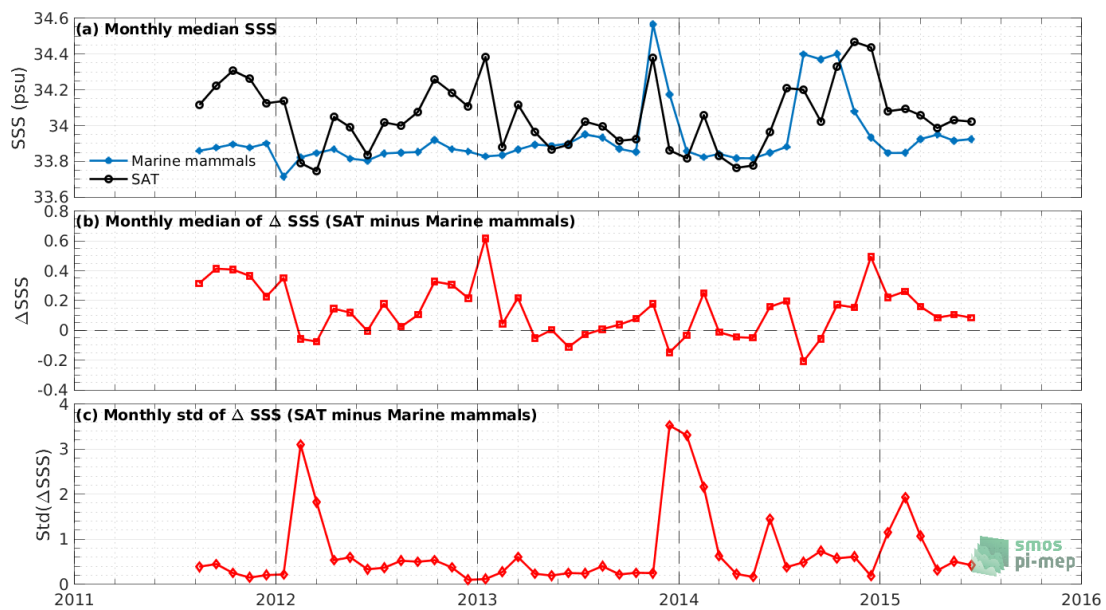 (a) Monthly median SSS
SSS (psu)
34.6
34.4
34.2
34
33.8
33.6
Marine mammals
SAT
(b) Monthly median of Δ SSS (SAT minus Marine mammals)
ΔSSS
0.8
0.6
0.4
0.2
0
-0.2
-0.4
(c) Monthly std of Δ SSS (SAT minus Marine mammals)
Std(ΔSSS)
4
3
2
1
0
smos
pi-mep
2011
2012
2013
2014
2015
2016